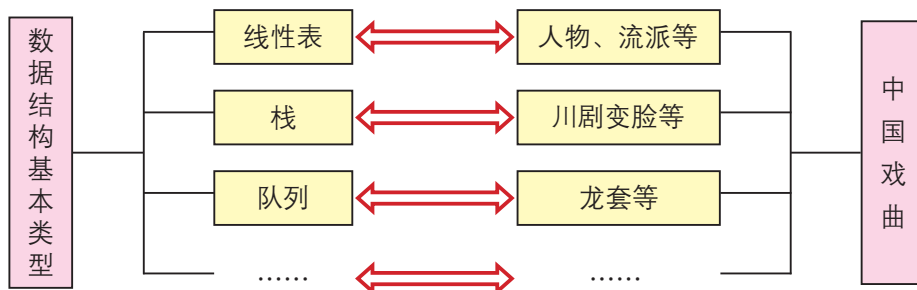 数据结构基本类型
线性表
人物、流派等
栈
川剧变脸等
队列
龙套等
……
……
中国戏曲